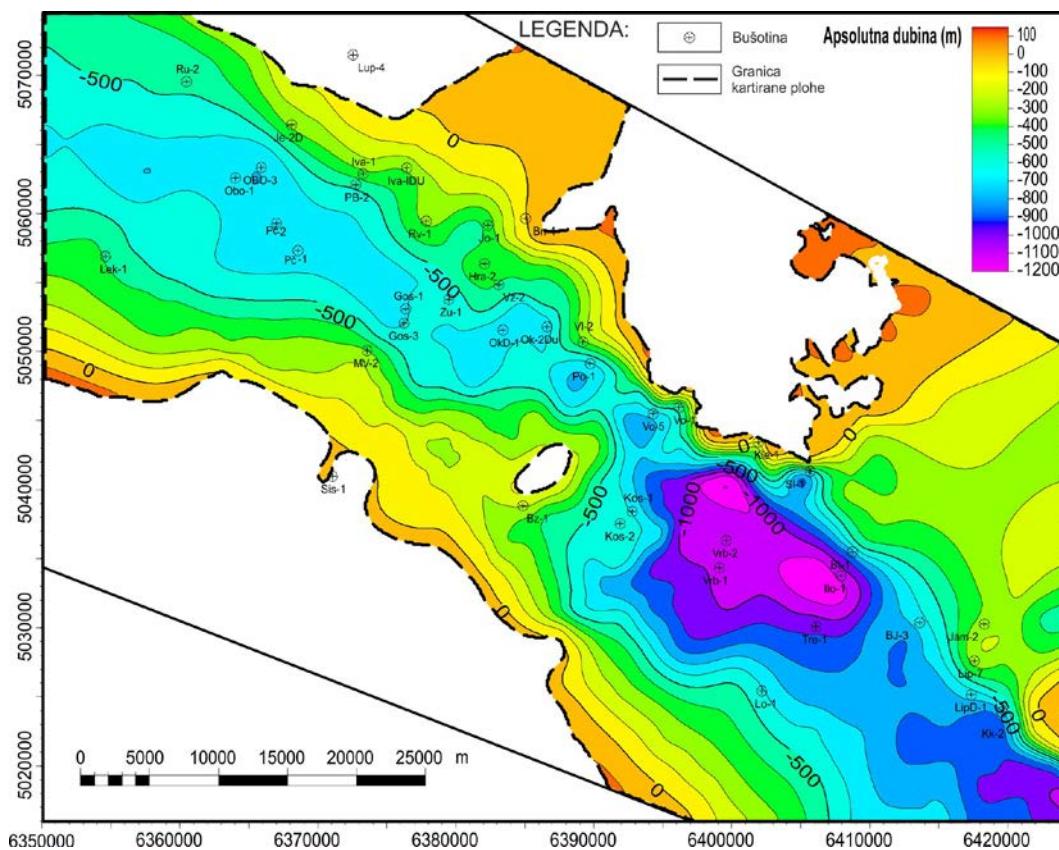 LEGENDA:
Bušotina
Granica
kartirane plohe
Apsolutna dubina (m)
100
0
-100
-200
-300
-400
-500
-600
-700
-800
-900
-1000
-1100
-1200
5070000
5060000
5050000
5040000
5030000
5020000
Lup-4
Ru-2
-500
Je-2D
0
Iva-1
Iva-IDU
OBD-3
Obo-1
PB-2
Pc-2
Rv-1
Jo-1
Bn-1
Pc-1
Lek-1
Hra-2
-500
Vz-2
Gos-1
Zu-1
-500
Gos-3
OkD-1
Ok-2Du
Vl-2
MV-2
0
Po-1
Vo-5
0
0
-500
Sis-1
Kos-1
-500
-1000
-1000
Bz-1
Kos-2
Vrb-2
Vrb-1
Ilo-1
0
Tre-1
BJ-3
Jam-2
Lip-7
Lo-1
LipD-1
-500
0
Kk-2
-500
0
0 5000 10000 15000 20000 25000 m
6350000 6360000 6370000 6380000 6390000 6400000 6410000 6420000